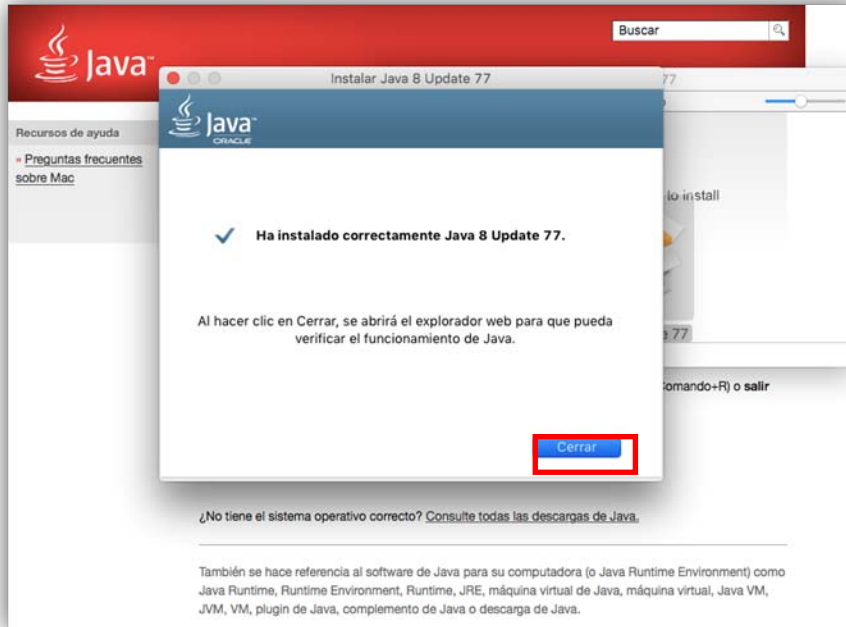 Buscar
Java™
Instalar Java 8 Update 77
77
Java™
ORACLE
Recursos de ayuda
» Preguntas frecuentes
sobre Mac
to install
Ha instalado correctamente Java 8 Update 77.
Al hacer clic en Cerrar, se abrirá el explorador web para que pueda
verificar el funcionamiento de Java.
e 77
Comando+R) o salir
Cerrar
¿No tiene el sistema operativo correcto? Consulte todas las descargas de Java.
También se hace referencia al software de Java para su computadora (o Java Runtime Environment) como
Java Runtime, Runtime Environment, Runtime, JRE, máquina virtual de Java, máquina virtual, Java VM,
JVM, VM, plugin de Java, complemento de Java o descarga de Java.